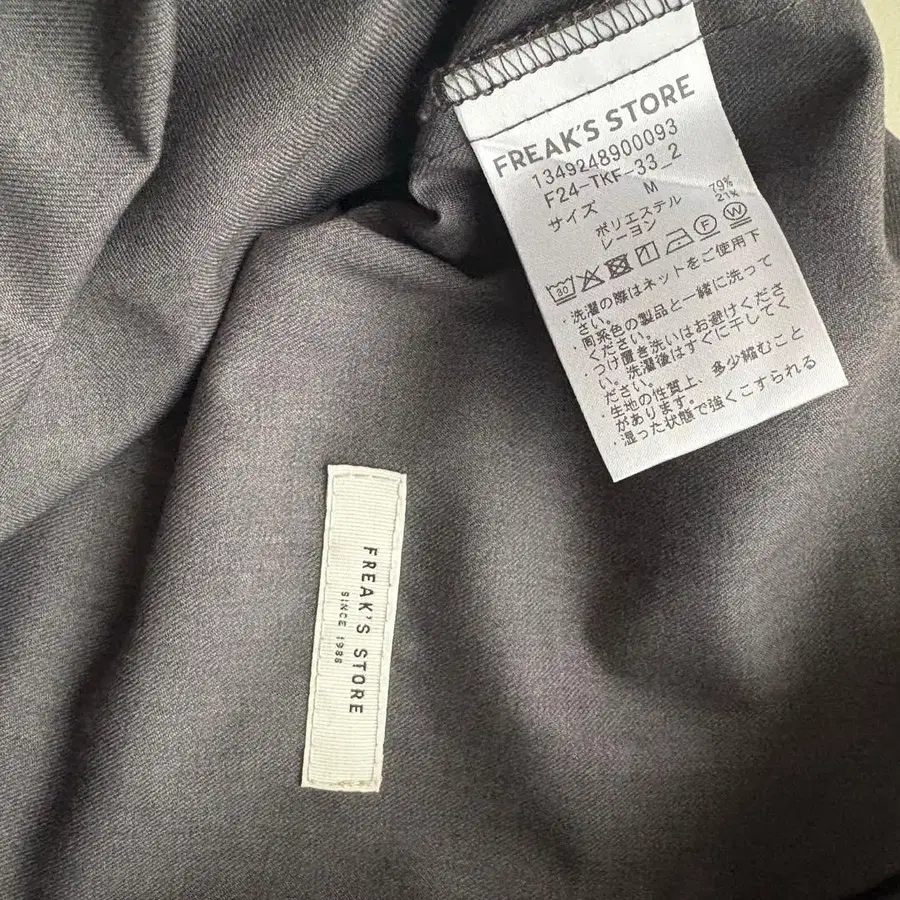 FREAK'S STORE
1349248900093
F24-TKF-33_2
サイズ M
ポリエステル 79%
レーヨン 21%
30 F W
・洗濯の際はネットをご使用下
さい。
・同系色の製品と一緒に洗って
ください。
つけ置き洗いはお避けくださ
い。洗濯後はすぐに干してく
ださい。
・生地の性質上、多少縮むこと
があります。
・湿った状態で強くこすられる
FREAK'S STORE
SINCE 1988